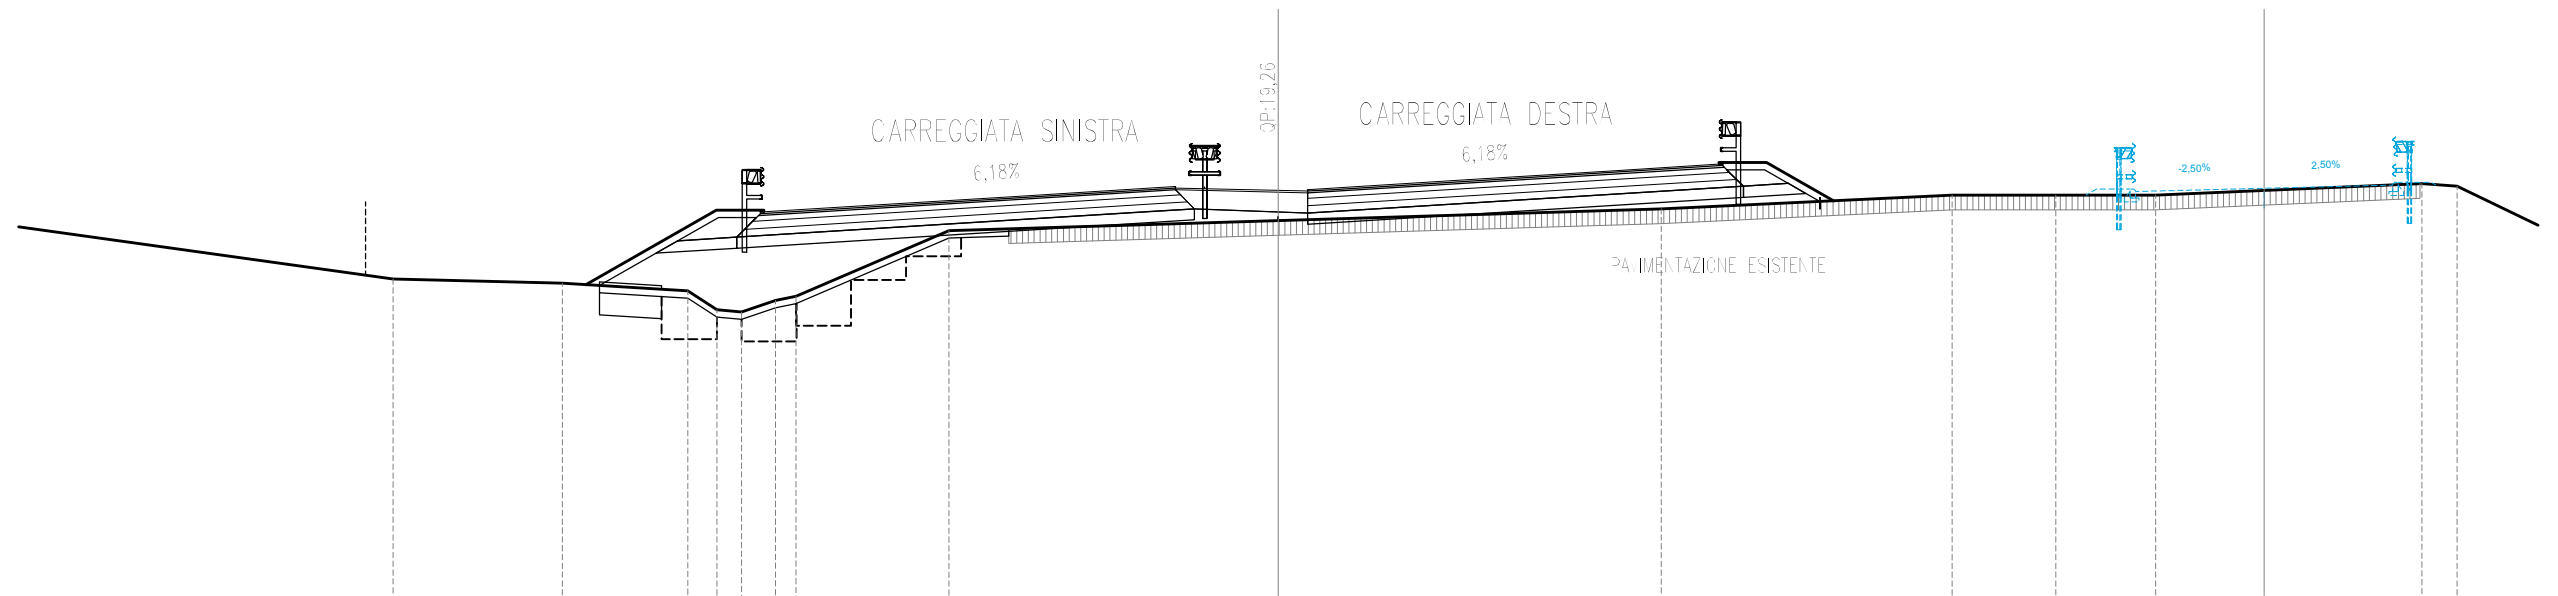 QP:19,26
CARREGGIATA SINISTRA
6,18%
CARREGGIATA DESTRA
6,18%
-2,50%
2,50%
PAVIMENTAZIONE ESISTENTE